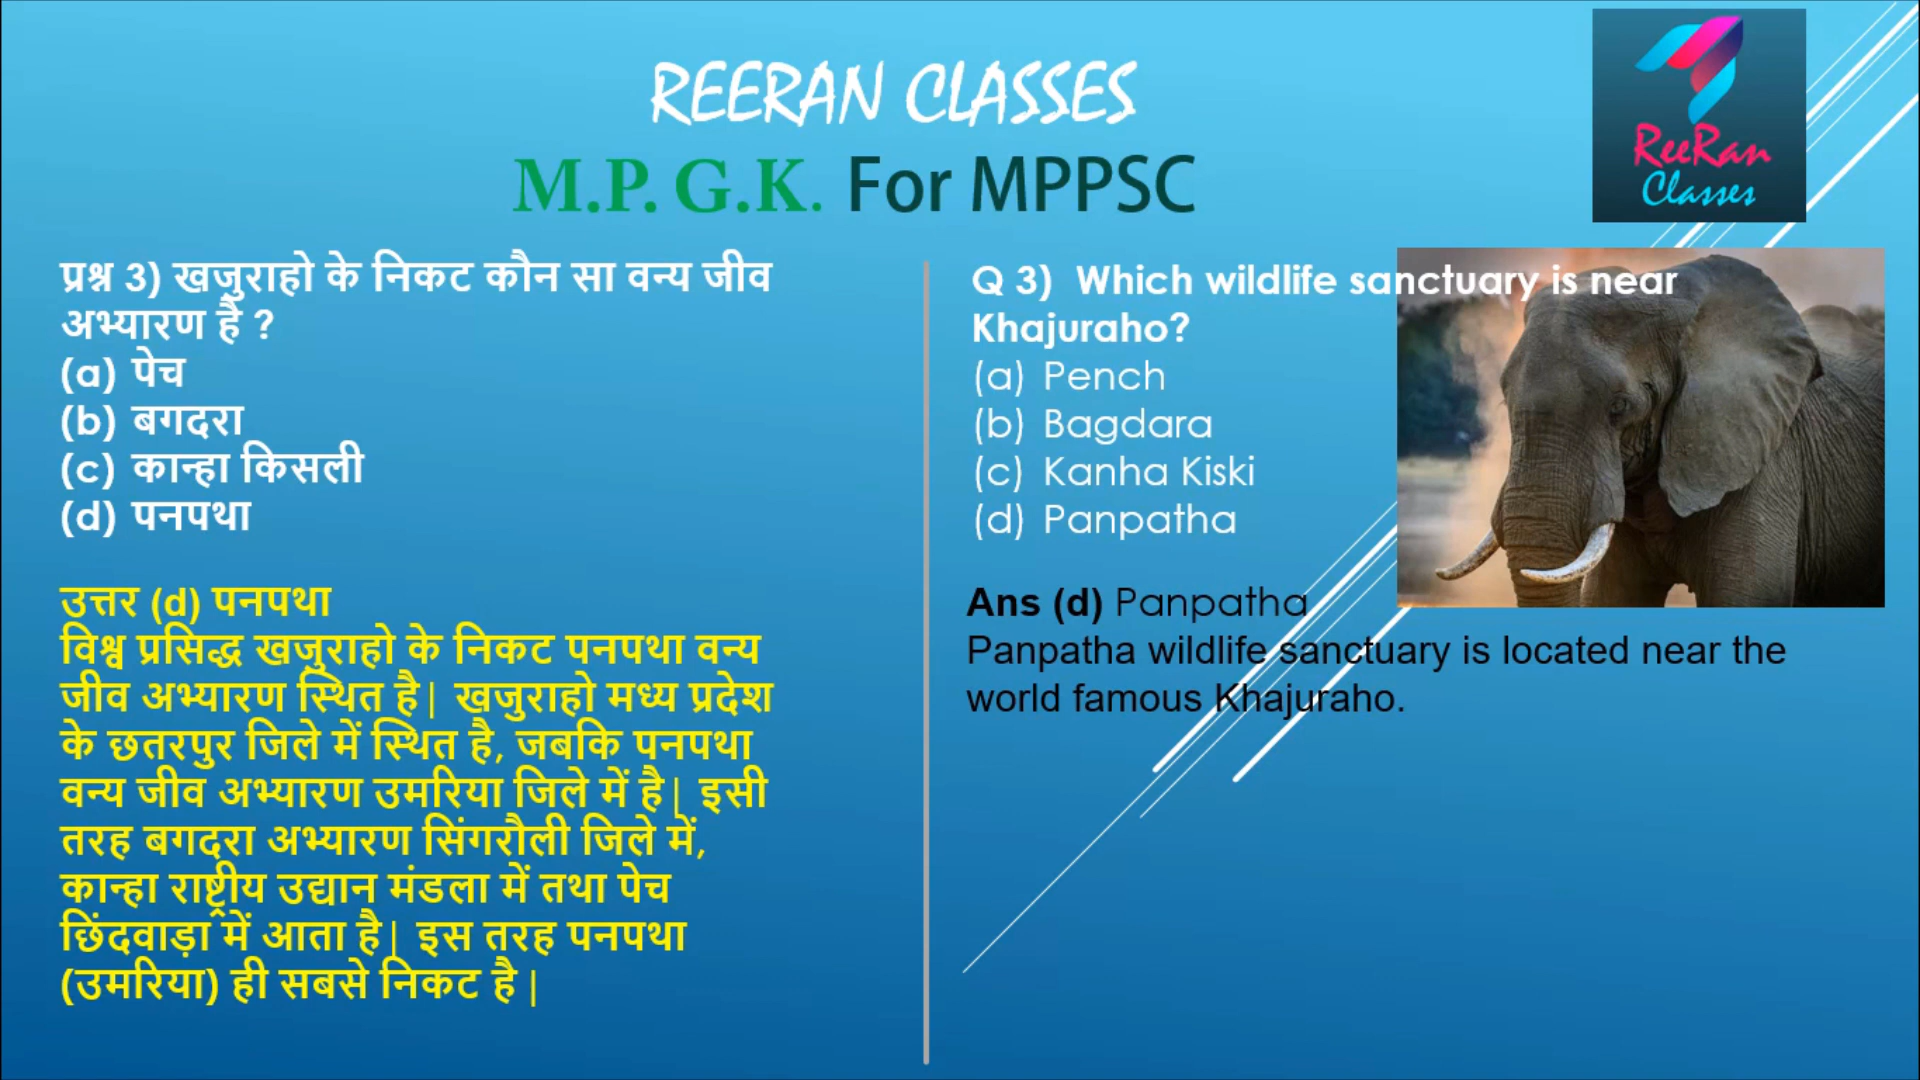 REERAN CLASSES
M.P. G.K. For MPPSC
ReeRan
Classes
प्रश्न 3) खजुराहो के निकट कौन सा वन्य जीव
अभ्यारण है ?
(a) पेच
(b) बगदरा
(c) कान्हा किसली
(d) पनपथा
उत्तर (d) पनपथा
विश्व प्रसिद्ध खजुराहो के निकट पनपथा वन्य
जीव अभ्यारण स्थित है| खजुराहो मध्य प्रदेश
के छतरपुर जिले में स्थित है, जबकि पनपथा
वन्य जीव अभ्यारण उमरिया जिले में है| इसी
तरह बगदरा अभ्यारण सिंगरौली जिले में,
कान्हा राष्ट्रीय उद्यान मंडला में तथा पेच
छिंदवाड़ा में आता है| इस तरह पनपथा
(उमरिया) ही सबसे निकट है |
Q 3) Which wildlife sanctuary is near
Khajuraho?
(a) Pench
(b) Bagdara
(c) Kanha Kiski
(d) Panpatha
Ans (d) Panpatha
Panpatha wildlife sanctuary is located near the
world famous Khajuraho.